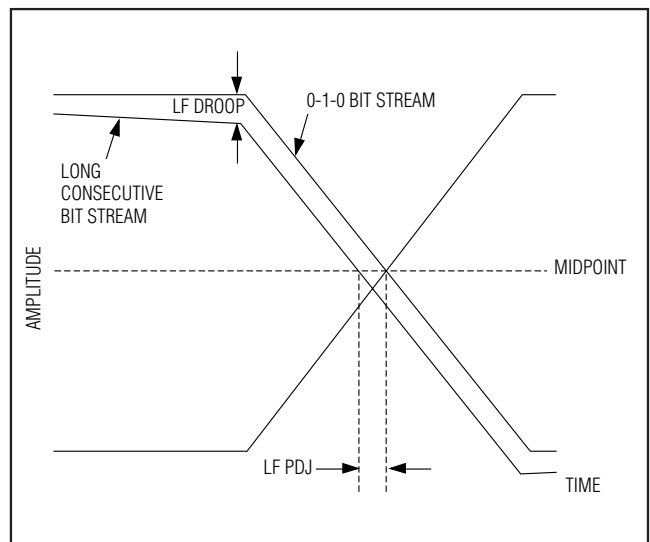 LF DROOP
0-1-0 BIT STREAM
LONG
CONSECUTIVE
BIT STREAM
AMPLITUDE
MIDPOINT
LF PDJ
TIME